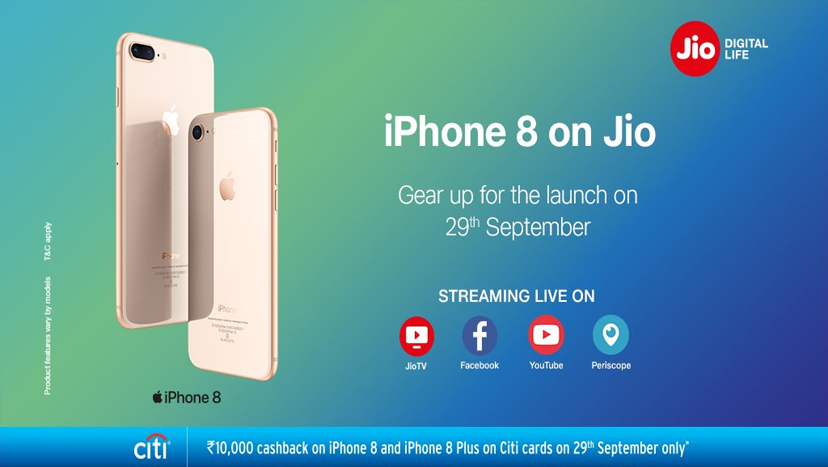 Jio DIGITAL
LIFE
iPhone 8 on Jio
Gear up for the launch on
29th September
STREAMING LIVE ON
JioTV Facebook YouTube Periscope
iPhone
iPhone
iPhone 8
Product features vary by models T&C apply
citi ₹10,000 cashback on iPhone 8 and iPhone 8 Plus on Citi cards on 29th September only*